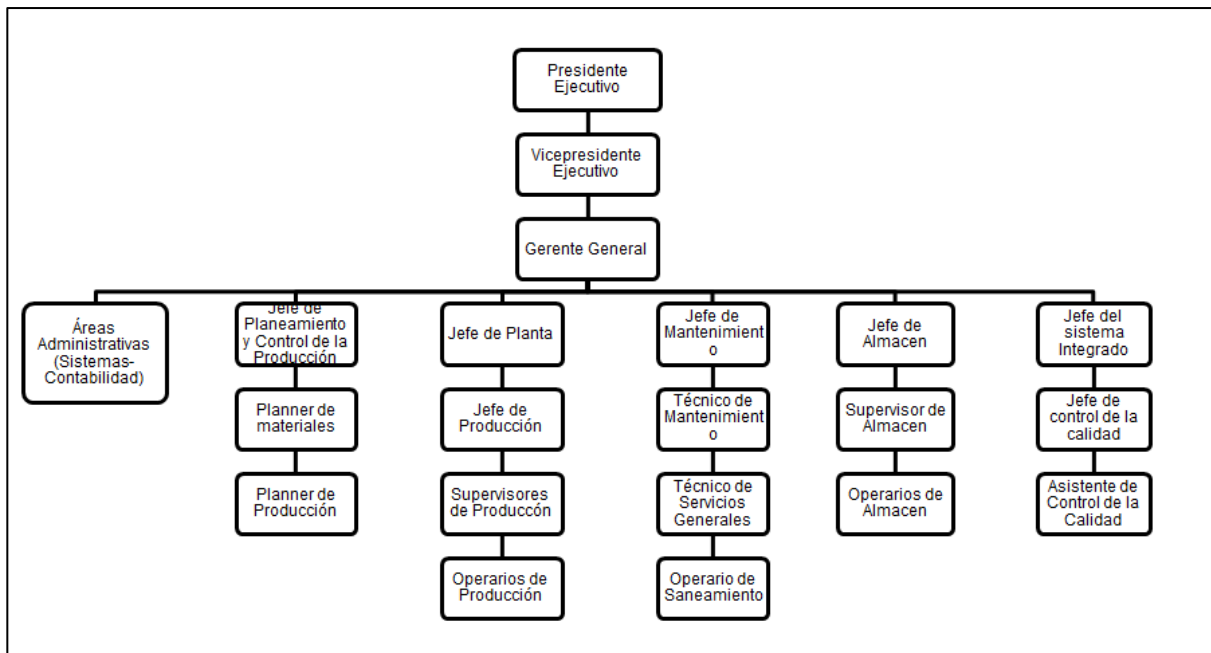 Presidente
Ejecutivo
Vicepresidente
Ejecutivo
Gerente General
Áreas
Administrativas
(Sistemas-
Contabilidad)
Jefe de
Planeamiento
y Control de la
Producción
Jefe de Planta
Jefe de
Mantenimient
o
Jefe de
Almacen
Jefe del
sistema
Integrado
Planner de
materiales
Jefe de
Producción
Técnico de
Mantenimient
o
Supervisor de
Almacen
Jefe de
control de la
calidad
Planner de
Producción
Supervisores
de Produccón
Técnico de
Servicios
Generales
Operarios de
Almacen
Asistente de
Control de la
Calidad
Operarios de
Producción
Operario de
Saneamiento